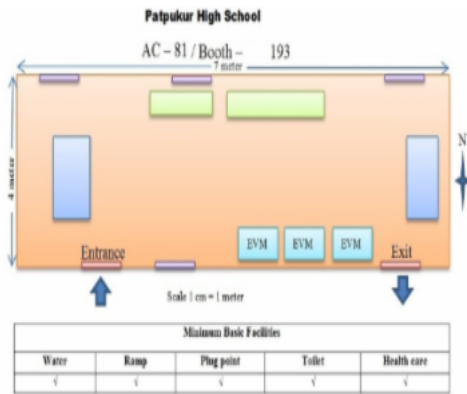 Patpukur High School
AC – 81 / Booth – 193
7 meter
4 meter
N
EVM EVM EVM
Entrance Exit
Scale 1 cm = 1 meter
Minimum Basic Facilities
Water Ramp Plug point Toilet Health care
√ √ √ √ √